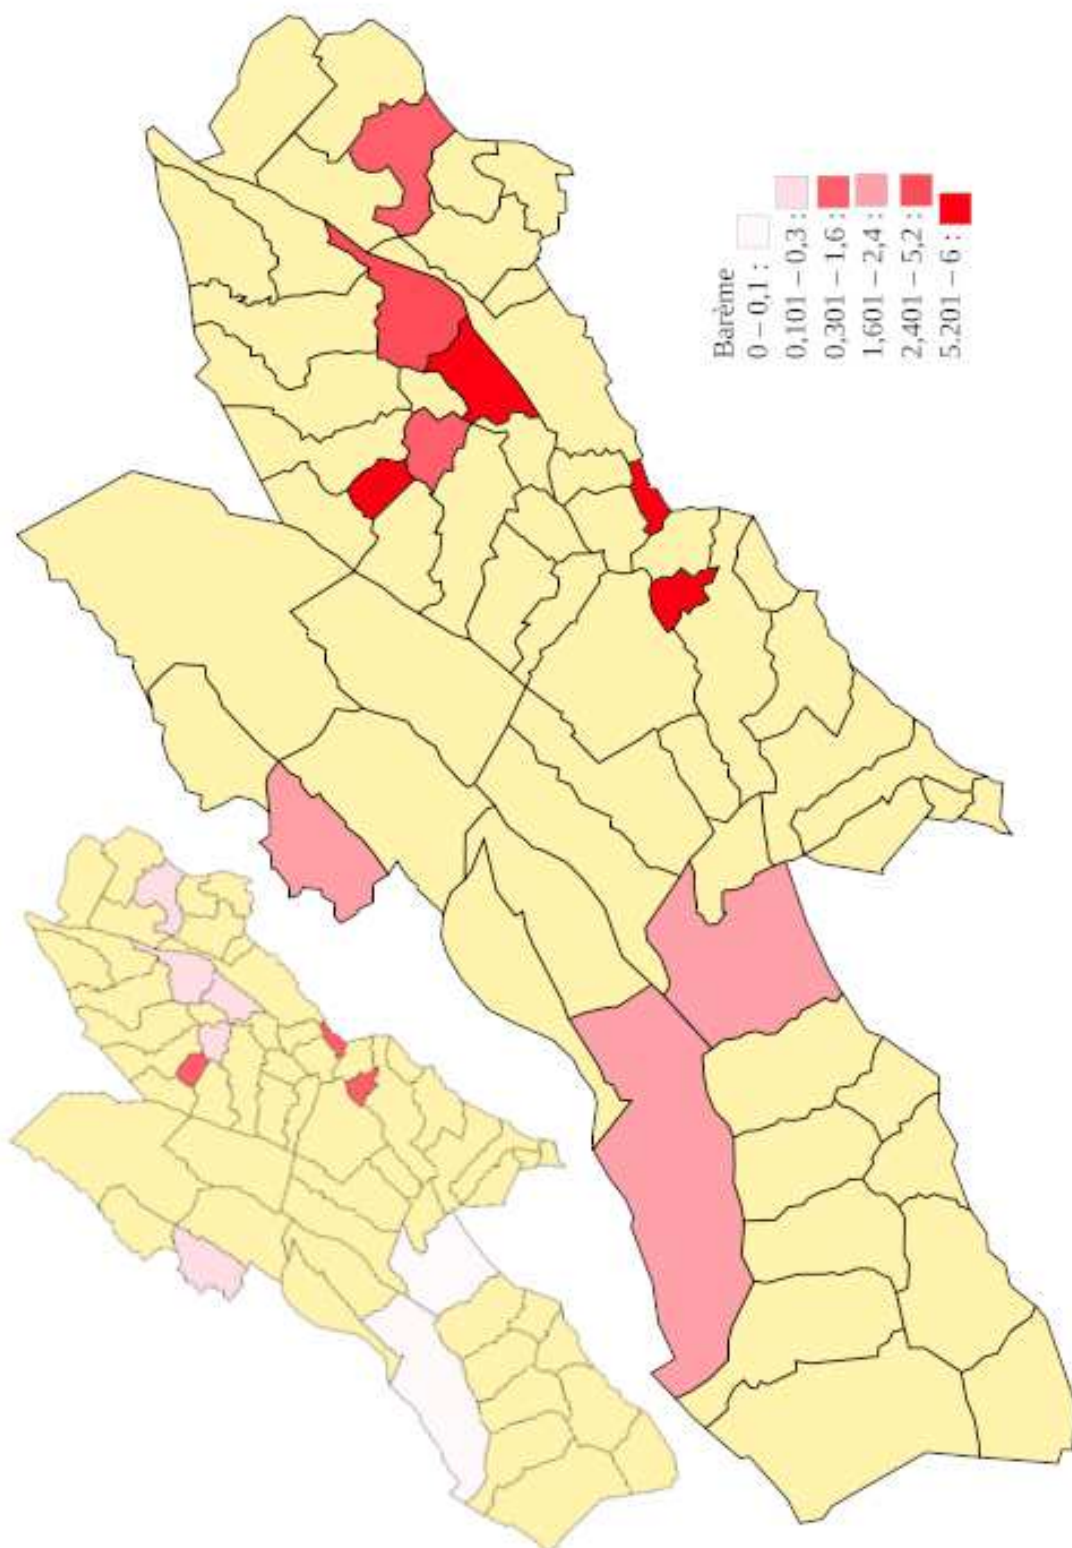 Barème
0 – 0,1 :
0,101 – 0,3 :
0,301 – 1,6 :
1,601 – 2,4 :
2,401 – 5,2 :
5.201 – 6 :